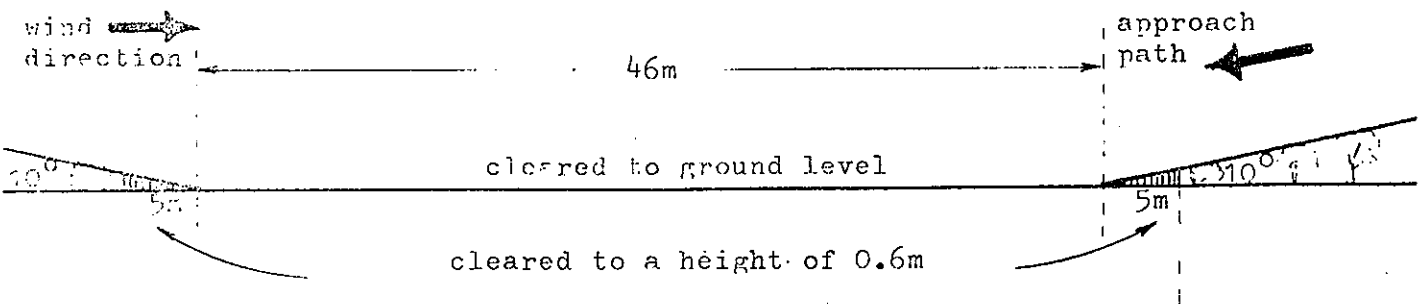 wind
direction
approach
path
46m
10°
cleared to ground level
10°
5m
5m
cleared to a height of 0.6m